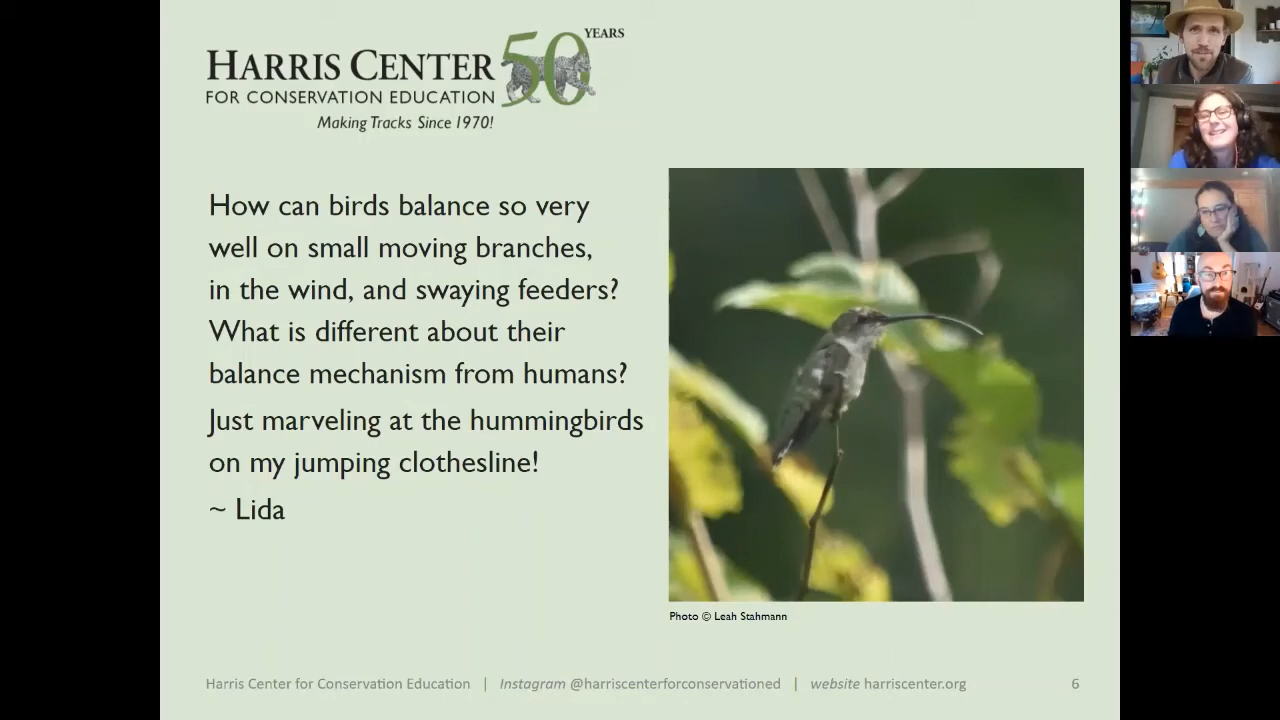 HARRIS CENTER 50 YEARS
FOR CONSERVATION EDUCATION
Making Tracks Since 1970!
How can birds balance so very
well on small moving branches,
in the wind, and swaying feeders?
What is different about their
balance mechanism from humans?
Just marveling at the hummingbirds
on my jumping clothesline!
~ Lida
Photo © Leah Stahmann
Harris Center for Conservation Education | Instagram @harriscenterforconservationed | website harriscenter.org 6